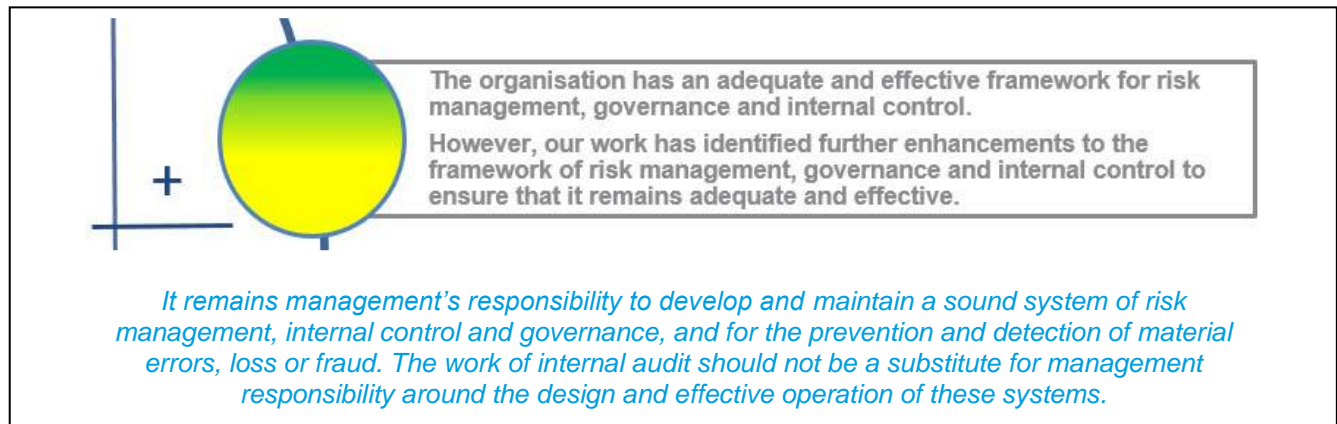 The organisation has an adequate and effective framework for risk
management, governance and internal control.
However, our work has identified further enhancements to the
framework of risk management, governance and internal control to
ensure that it remains adequate and effective.
+
It remains management’s responsibility to develop and maintain a sound system of risk
management, internal control and governance, and for the prevention and detection of material
errors, loss or fraud. The work of internal audit should not be a substitute for management
responsibility around the design and effective operation of these systems.